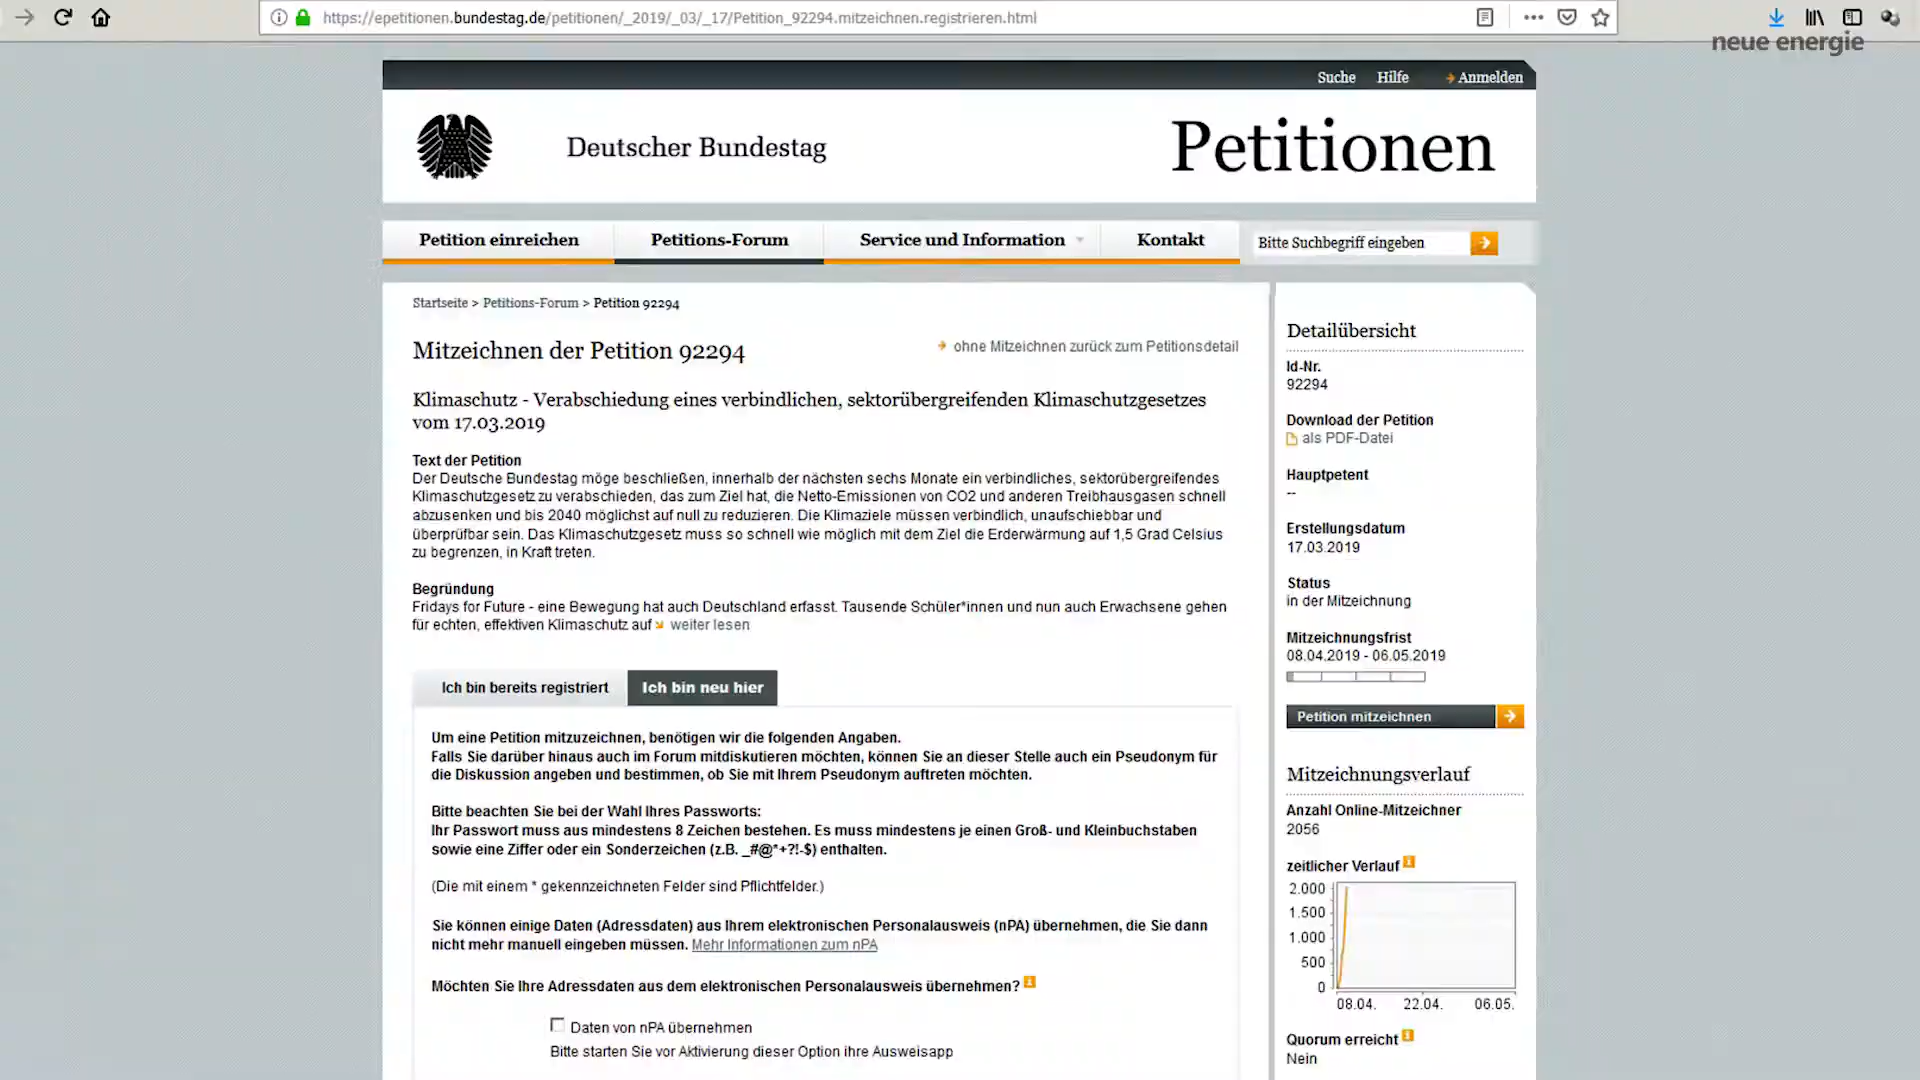 https://epetitionen.bundestag.de/petitionen/_2019/_03/_17/Petition_92294.mitzeichnen.registrieren.html
neue energie
Suche Hilfe Anmelden
Deutscher Bundestag
Petitionen
Petition einreichen
Petitions-Forum
Service und Information
Kontakt
Bitte Suchbegriff eingeben
Startseite > Petitions-Forum > Petition 92294
Mitzeichnen der Petition 92294
ohne Mitzeichnen zurück zum Petitionsdetail
Klimaschutz - Verabschiedung eines verbindlichen, sektorübergreifenden Klimaschutzgesetzes
vom 17.03.2019
Text der Petition
Der Deutsche Bundestag möge beschließen, innerhalb der nächsten sechs Monate ein verbindliches, sektorübergreifendes
Klimaschutzgesetz zu verabschieden, das zum Ziel hat, die Netto-Emissionen von CO2 und anderen Treibhausgasen schnell
abzusenken und bis 2040 möglichst auf null zu reduzieren. Die Klimaziele müssen verbindlich, unaufschiebbar und
überprüfbar sein. Das Klimaschutzgesetz muss so schnell wie möglich mit dem Ziel die Erderwärmung auf 1,5 Grad Celsius
zu begrenzen, in Kraft treten.
Begründung
Fridays for Future - eine Bewegung hat auch Deutschland erfasst. Tausende Schüler*innen und nun auch Erwachsene gehen
für echten, effektiven Klimaschutz auf weiter lesen
Ich bin bereits registriert
Ich bin neu hier
Um eine Petition mitzuzeichnen, benötigen wir die folgenden Angaben.
Falls Sie darüber hinaus auch im Forum mitdiskutieren möchten, können Sie an dieser Stelle auch ein Pseudonym für
die Diskussion angeben und bestimmen, ob Sie mit Ihrem Pseudonym auftreten möchten.
Bitte beachten Sie bei der Wahl Ihres Passworts:
Ihr Passwort muss aus mindestens 8 Zeichen bestehen. Es muss mindestens je einen Groß- und Kleinbuchstaben
sowie eine Ziffer oder ein Sonderzeichen (z.B. _#@*+?!-$) enthalten.
(Die mit einem * gekennzeichneten Felder sind Pflichtfelder.)
Sie können einige Daten (Adressdaten) aus Ihrem elektronischen Personalausweis (nPA) übernehmen, die Sie dann
nicht mehr manuell eingeben müssen. Mehr Informationen zum nPA
Möchten Sie Ihre Adressdaten aus dem elektronischen Personalausweis übernehmen?
Daten von nPA übernehmen
Bitte starten Sie vor Aktivierung dieser Option ihre Ausweisapp
Detailübersicht
Id-Nr.
92294
Download der Petition
als PDF-Datei
Hauptpetent
--
Erstellungsdatum
17.03.2019
Status
in der Mitzeichnung
Mitzeichnungsfrist
08.04.2019 - 06.05.2019
Petition mitzeichnen
Mitzeichnungsverlauf
Anzahl Online-Mitzeichner
2056
zeitlicher Verlauf
2.000
1.500
1.000
500
0
08.04. 22.04. 06.05.
Quorum erreicht
Nein